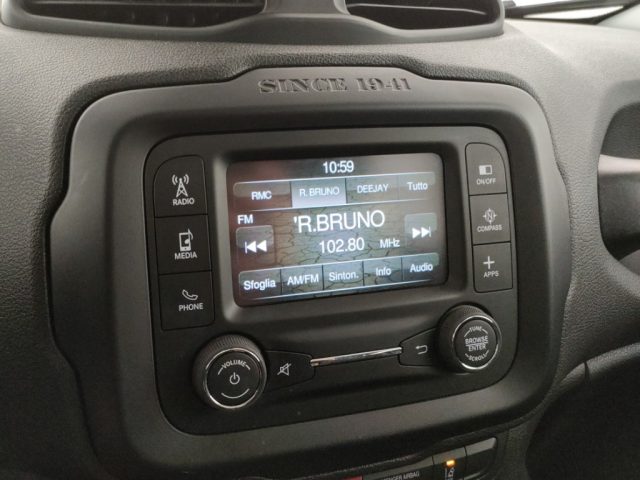 SINCE 1941
10:59
RMC R. BRUNO DEEJAY Tutto
FM
'R.BRUNO
102.80 MHz
Sfoglia AM/FM Sinton. Info Audio
RADIO
MEDIA
PHONE
ON/OFF
COMPASS
APPS
VOLUME
TUNE
BROWSE
ENTER
SCROLL
AIRBAG